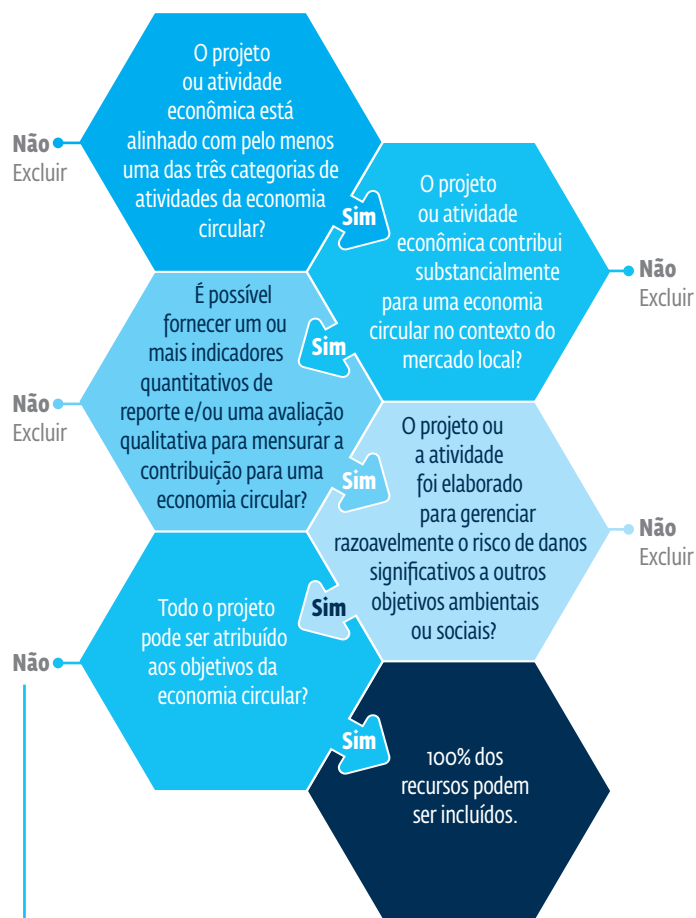 O projeto
ou atividade
econômica está
alinhado com pelo menos
uma das três categorias de
atividades da economia
circular?
Não
Excluir
Sim
O projeto
ou atividade
econômica contribui
substancialmente
para uma economia
circular no contexto do
mercado local?
Não
Excluir
Sim
É possível
fornecer um ou
mais indicadores
quantitativos de
reporte e/ou uma avaliação
qualitativa para mensurar a
contribuição para uma
economia circular?
Não
Excluir
Sim
O projeto ou
a atividade
foi elaborado
para gerenciar
razoavelmente o risco de danos
significativos a outros
objetivos ambientais
ou sociais?
Não
Excluir
Sim
Todo o projeto
pode ser atribuído
aos objetivos da
economia circular?
Não
Sim
100% dos
recursos podem
ser incluídos.